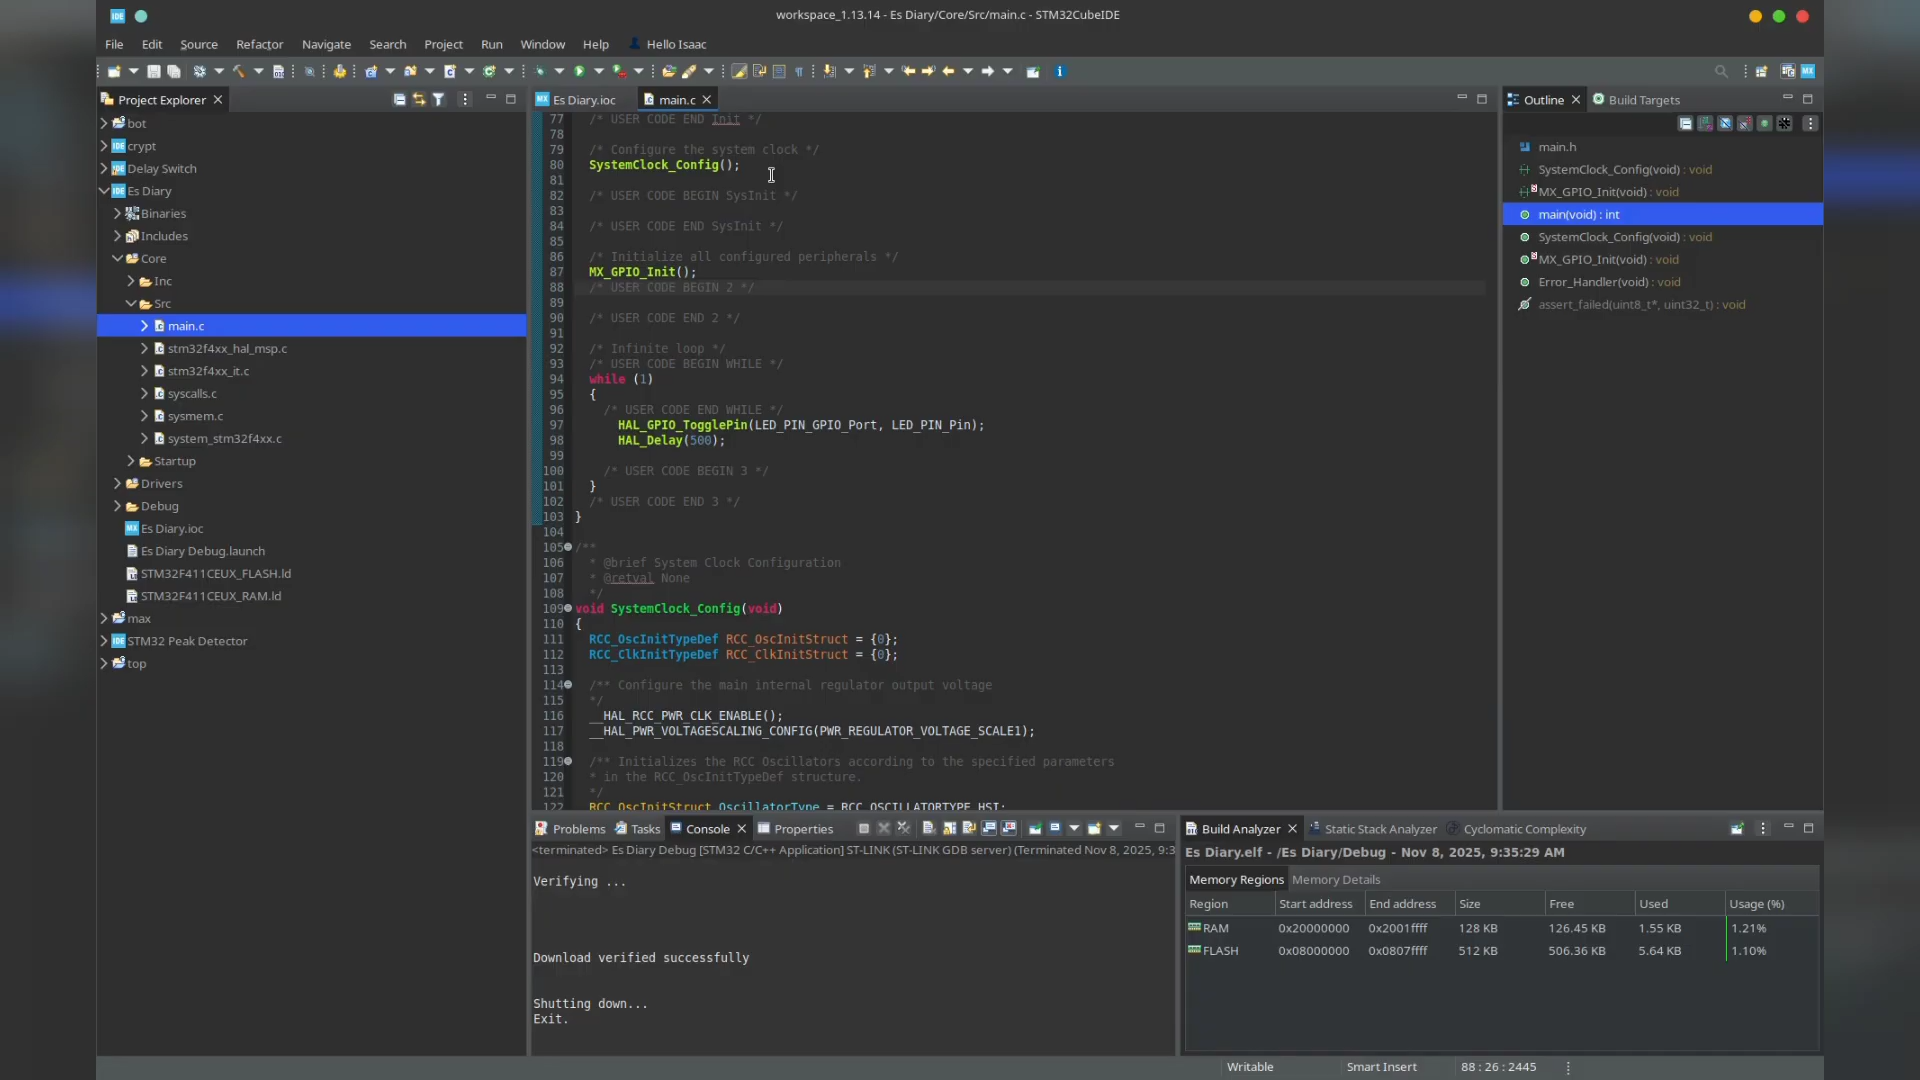 IDE
workspace_1.13.14 - Es Diary/Core/Src/main.c - STM32CubeIDE
File Edit Source Refactor Navigate Search Project Run Window Help Hello Isaac
Project Explorer
bot
crypt
Delay Switch
Es Diary
Binaries
Includes
Core
Inc
Src
main.c
stm32f4xx_hal_msp.c
stm32f4xx_it.c
syscalls.c
sysmem.c
system_stm32f4xx.c
Startup
Drivers
Debug
Es Diary.ioc
Es Diary Debug.launch
STM32F411CEUX_FLASH.ld
STM32F411CEUX_RAM.ld
max
STM32 Peak Detector
top
MX Es Diary.ioc main.c
77 /* USER CODE END Init */
78
79 /* Configure the system clock */
80 SystemClock_Config();
81
82 /* USER CODE BEGIN SysInit */
83
84 /* USER CODE END SysInit */
85
86 /* Initialize all configured peripherals */
87 MX_GPIO_Init();
88 /* USER CODE BEGIN 2 */
89
90 /* USER CODE END 2 */
91
92 /* Infinite loop */
93 /* USER CODE BEGIN WHILE */
94 while (1)
95 {
96 /* USER CODE END WHILE */
97 HAL_GPIO_TogglePin(LED_PIN_GPIO_Port, LED_PIN_Pin);
98 HAL_Delay(500);
99
100 /* USER CODE BEGIN 3 */
101 }
102 /* USER CODE END 3 */
103 }
104
105 /**
106 * @brief System Clock Configuration
107 * @retval None
108 */
109 void SystemClock_Config(void)
110 {
111 RCC_OscInitTypeDef RCC_OscInitStruct = {0};
112 RCC_ClkInitTypeDef RCC_ClkInitStruct = {0};
113
114 /** Configure the main internal regulator output voltage
115 */
116 __HAL_RCC_PWR_CLK_ENABLE();
117 __HAL_PWR_VOLTAGESCALING_CONFIG(PWR_REGULATOR_VOLTAGE_SCALE1);
118
119 /** Initializes the RCC Oscillators according to the specified parameters
120 * in the RCC_OscInitTypeDef structure.
121 */
122 RCC_OscInitStruct.OscillatorType = RCC_OSCILLATORTYPE_HSI;
Outline Build Targets
main.h
SystemClock_Config(void) : void
MX_GPIO_Init(void) : void
main(void) : int
SystemClock_Config(void) : void
MX_GPIO_Init(void) : void
Error_Handler(void) : void
assert_failed(uint8_t*, uint32_t) : void
Problems Tasks Console Properties
<terminated> Es Diary Debug [STM32 C/C++ Application] ST-LINK (ST-LINK GDB server) (Terminated Nov 8, 2025, 9:3
Verifying ...
Download verified successfully
Shutting down...
Exit.
Build Analyzer Static Stack Analyzer Cyclomatic Complexity
Es Diary.elf - /Es Diary/Debug - Nov 8, 2025, 9:35:29 AM
Memory Regions Memory Details
Region Start address End address Size Free Used Usage (%)
RAM 0x20000000 0x2001ffff 128 KB 126.45 KB 1.55 KB 1.21%
FLASH 0x08000000 0x0807ffff 512 KB 506.36 KB 5.64 KB 1.10%
Writable Smart Insert 88 : 26 : 2445